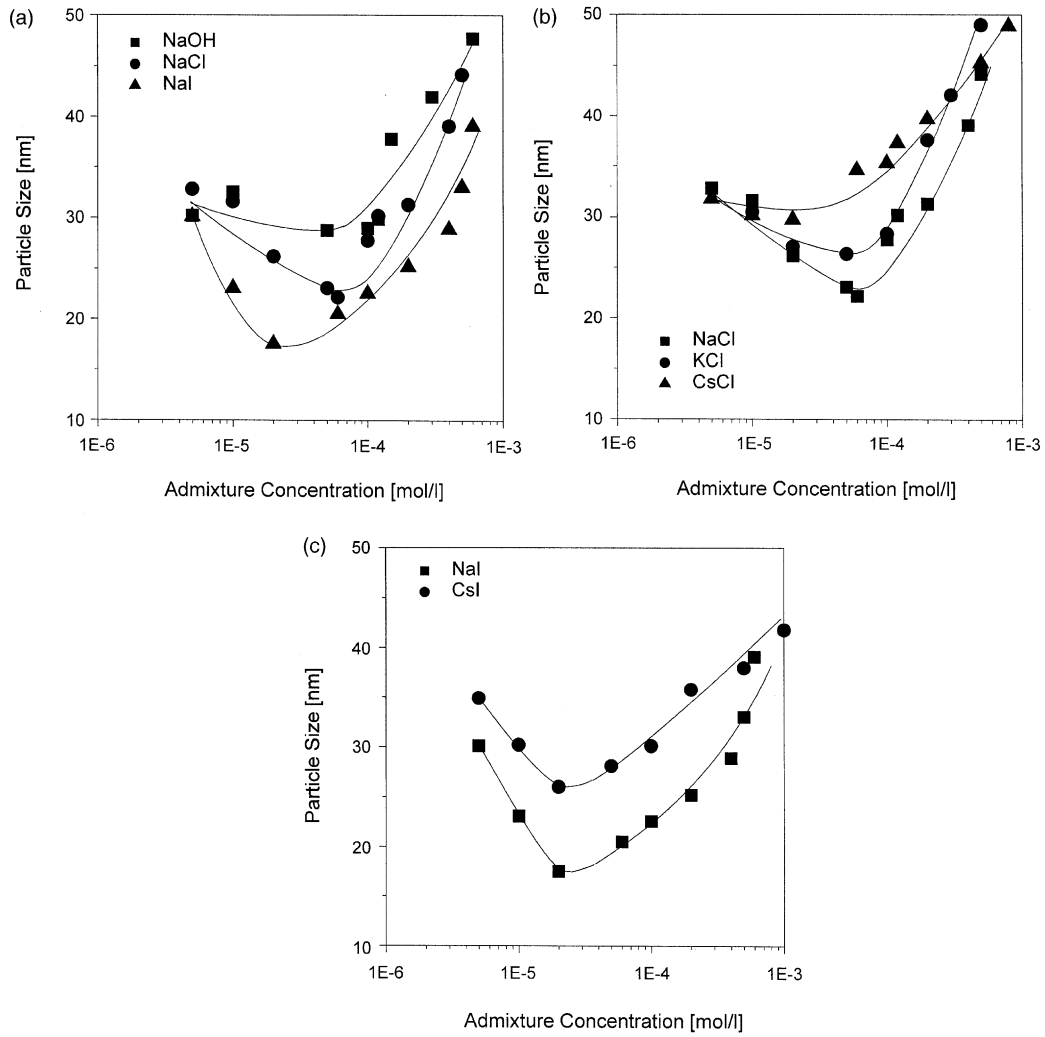 (a)
50
40
30
20
10
Particle Size [nm]
NaOH
NaCl
NaI
1E-6
1E-5
1E-4
1E-3
Admixture Concentration [mol/l]
(b)
50
40
30
20
10
Particle Size [nm]
NaCl
KCl
CsCl
1E-6
1E-5
1E-4
1E-3
Admixture Concentration [mol/l]
(c)
50
40
30
20
10
Particle Size [nm]
NaI
CsI
1E-6
1E-5
1E-4
1E-3
Admixture Concentration [mol/l]